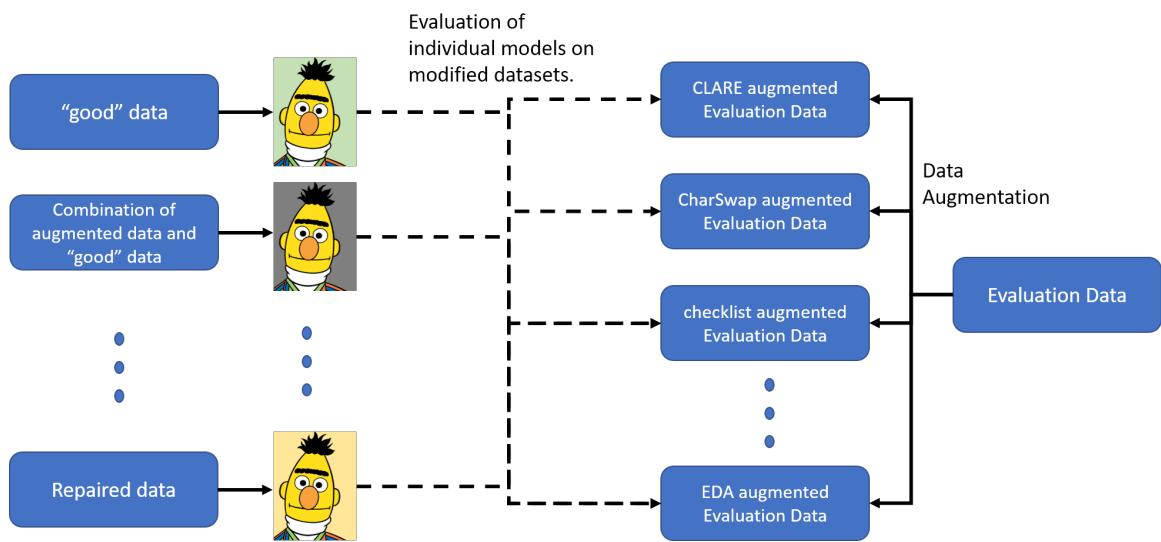 Evaluation of
individual models on
modified datasets.
“good” data
CLARE augmented
Evaluation Data
Data
Augmentation
Combination of
augmented data and
“good” data
CharSwap augmented
Evaluation Data
checklist augmented
Evaluation Data
Evaluation Data
Repaired data
EDA augmented
Evaluation Data